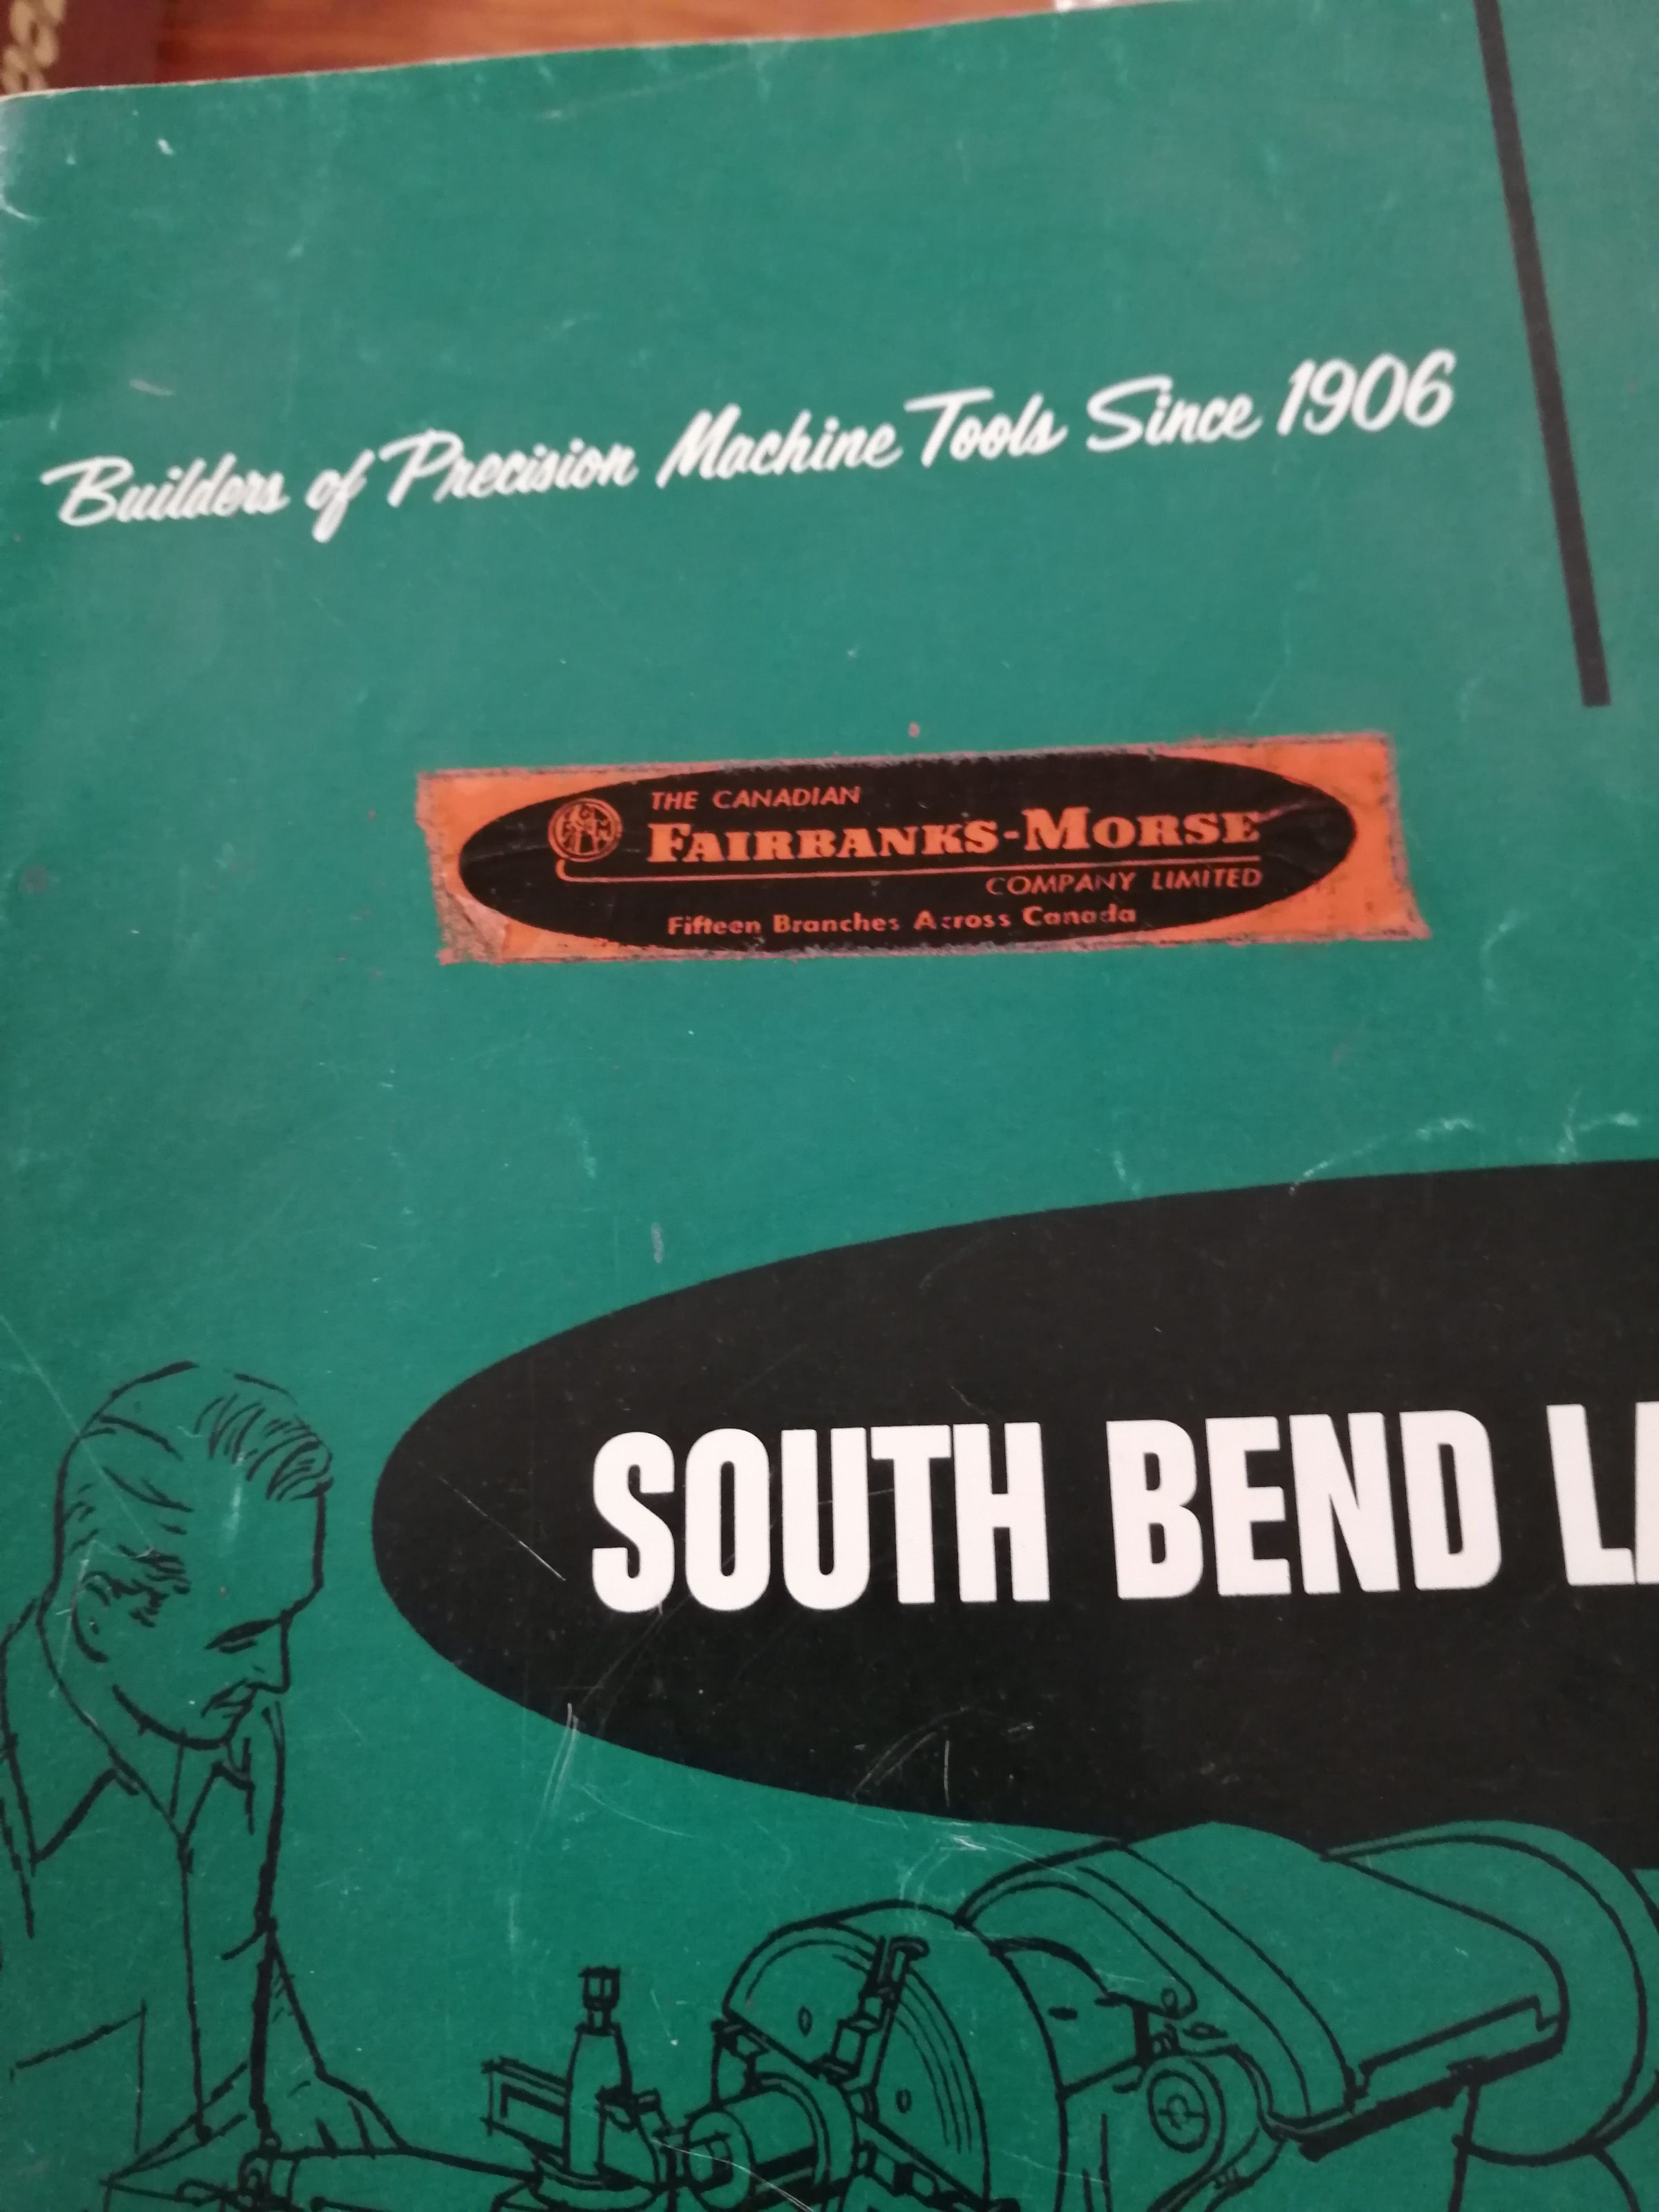 Builders of Precision Machine Tools Since 1906
THE CANADIAN
FAIRBANKS-MORSE
COMPANY LIMITED
Fifteen Branches Across Canada
SOUTH BEND LA